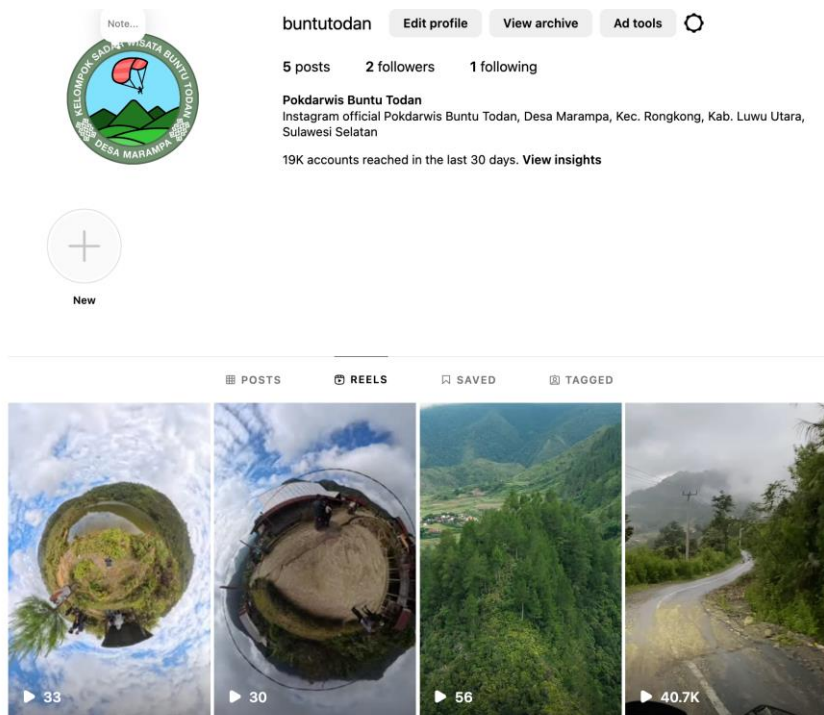 Note...
KELOMPOK SADAR WISATA BUNTU TODAN
DESA MARAMPA
buntutodan Edit profile View archive Ad tools
5 posts 2 followers 1 following
Pokdarwis Buntu Todan
Instagram official Pokdarwis Buntu Todan, Desa Marampa, Kec. Rongkong, Kab. Luwu Utara,
Sulawesi Selatan
19K accounts reached in the last 30 days. View insights
New
POSTS REELS SAVED TAGGED
33 30 56 40.7K